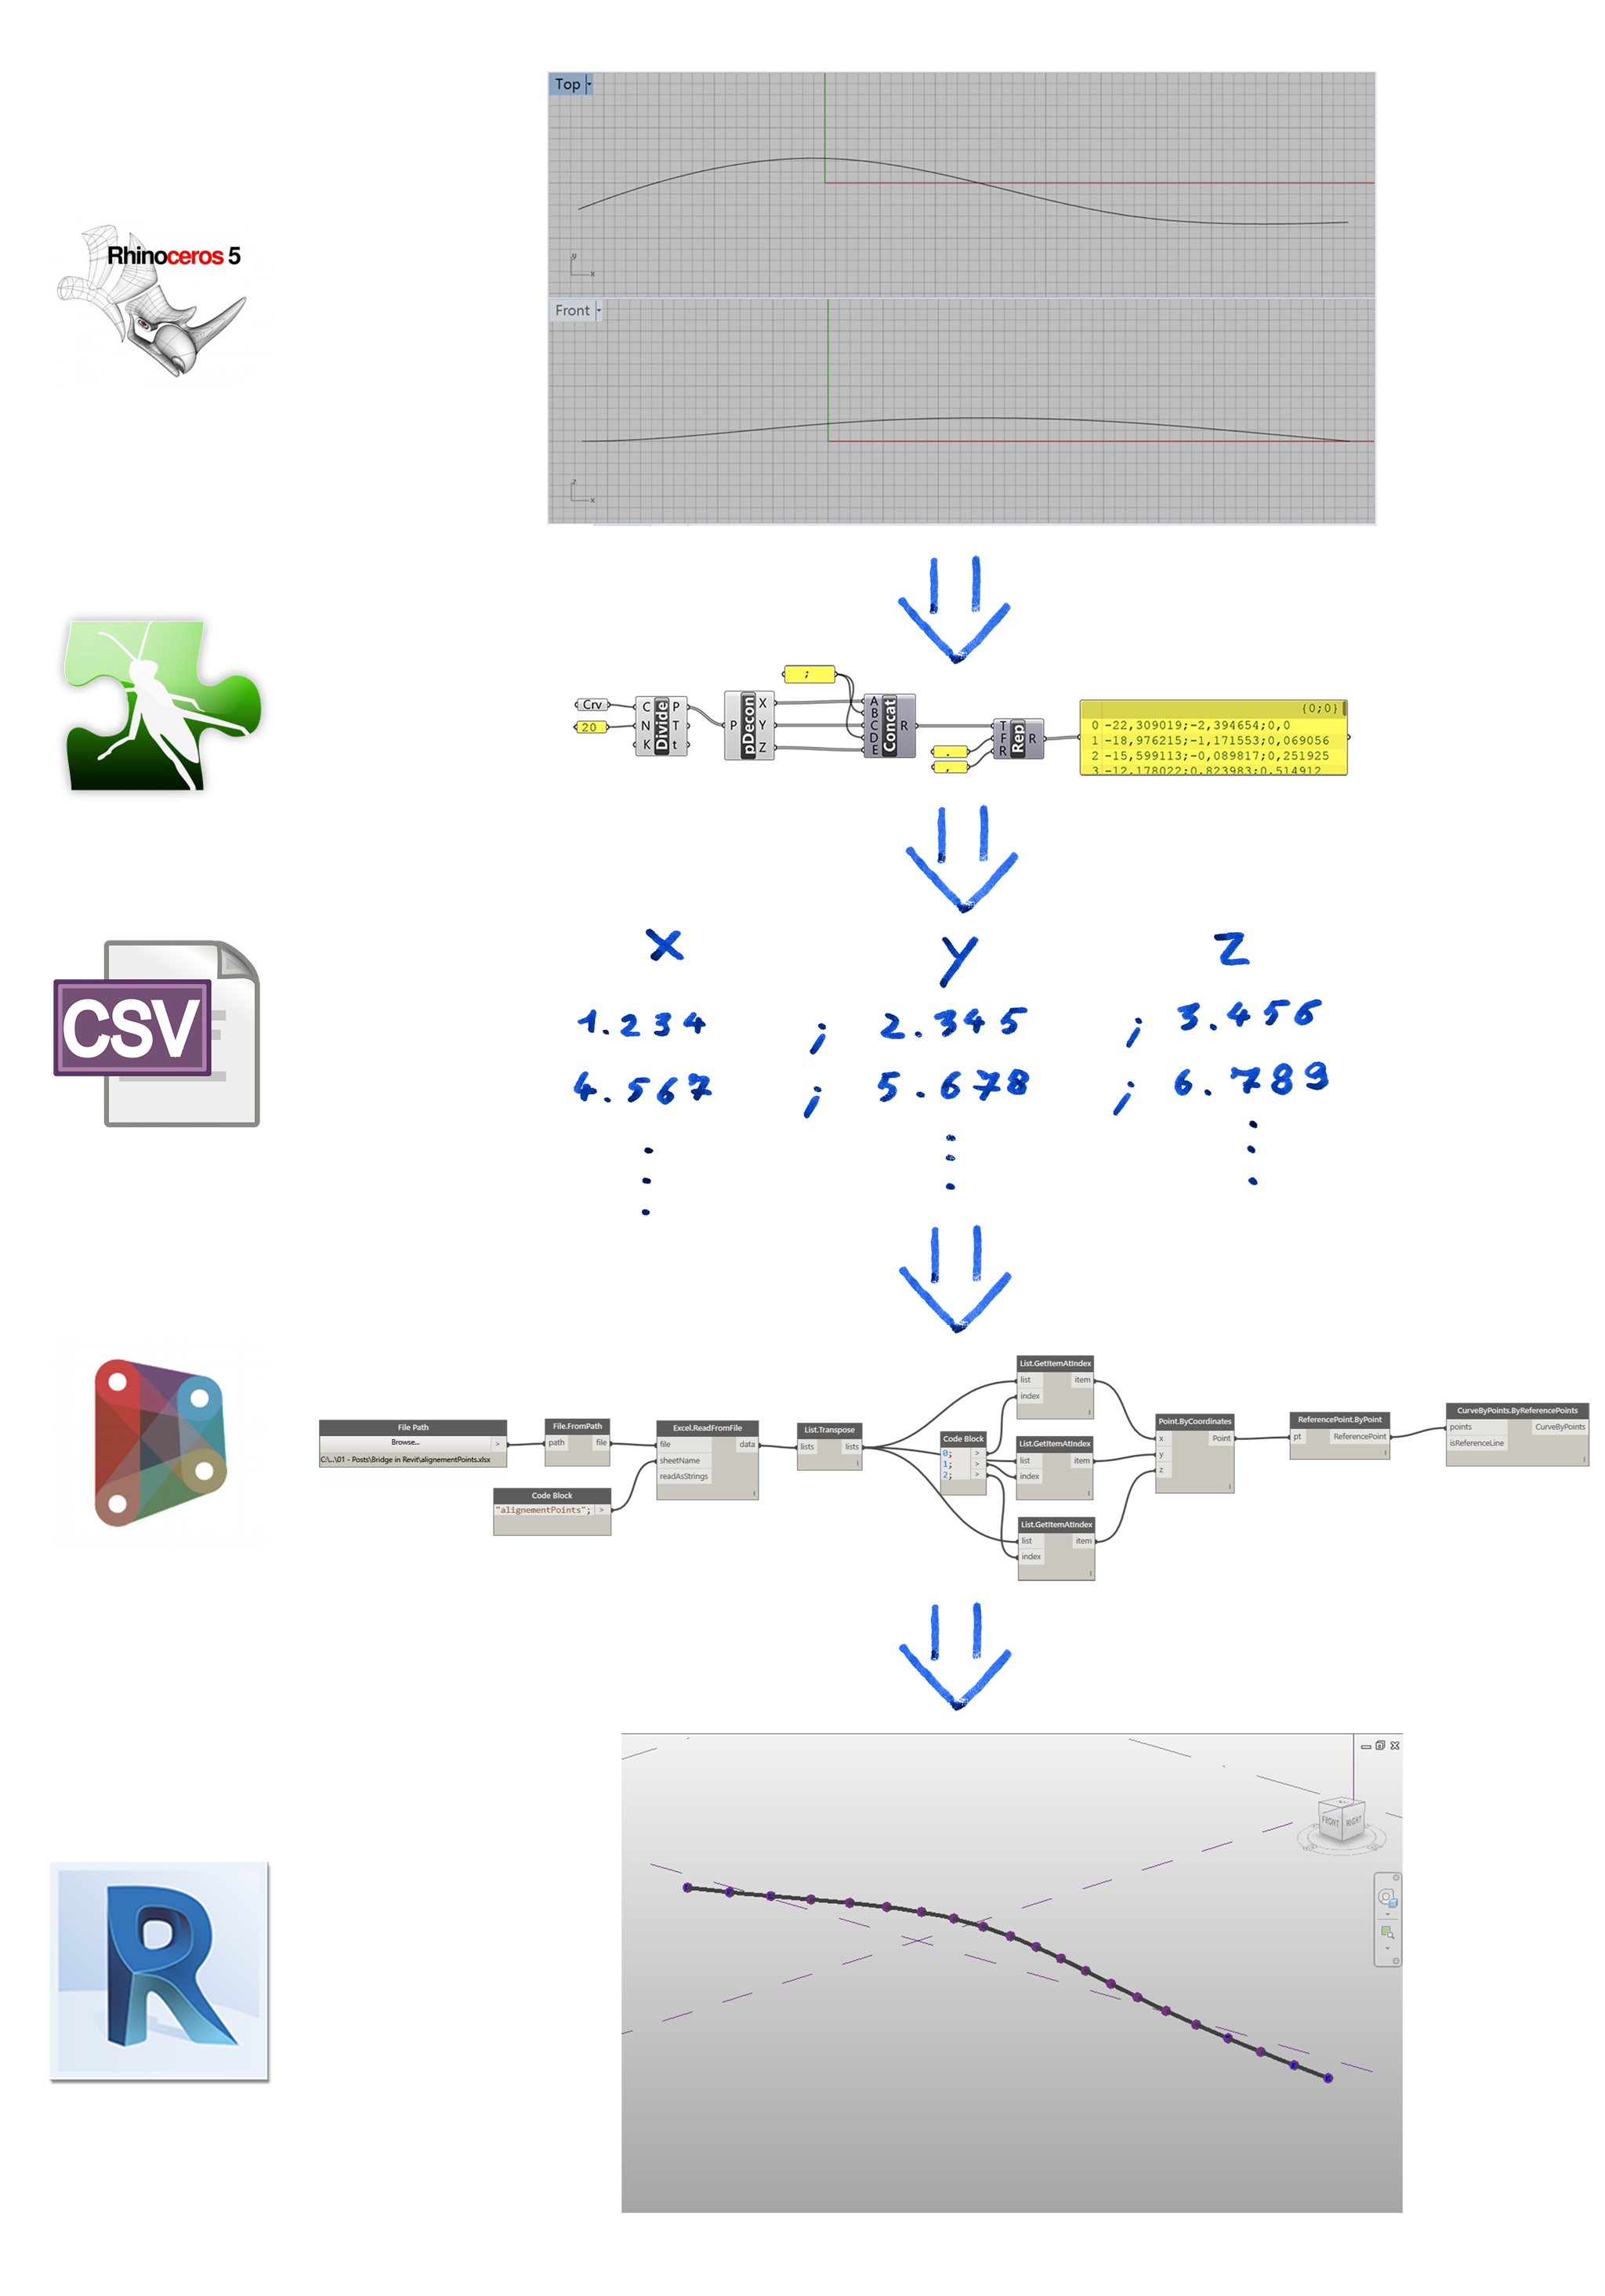 Top
y
x
Rhinoceros 5
Front
z
x
;
Crv
20
C
N
K
Divide
P
T
t
P
pDecon
X
Y
Z
A
B
C
D
E
Concat
R
.
,
T
F
R
Rep
R
{0;0}
0 -22,309019;-2,394654;0,0
1 -18,976215;-1,171553;0,069056
2 -15,599113;-0,089817;0,251925
3 -12,178022;0,823983;0,514912
X Y Z
CSV
1.234 ; 2.345 ; 3.456
4.567 ; 5.678 ; 6.789
File Path
Browse... >
C:\...\01 - Posts\Bridge in Revit\alignementPoints.xlsx
File.FromPath
path file
Code Block
"alignementPoints"; >
Excel.ReadFromFile
file data
sheetName
readAsStrings
List.Transpose
lists lists
Code Block
0; >
1; >
2; >
List.GetItemAtIndex
list item
index
List.GetItemAtIndex
list item
index
List.GetItemAtIndex
list item
index
Point.ByCoordinates
x Point
y
z
ReferencePoint.ByPoint
pt ReferencePoint
CurveByPoints.ByReferencePoints
points CurveByPoints
isReferenceLine
FRONT RIGHT
R